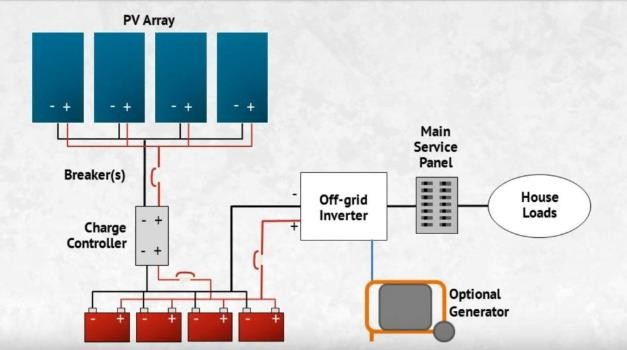 PV Array
- + - + - + - +
Breaker(s)
Charge
Controller
- +
- +
-
+
Off-grid
Inverter
Main
Service
Panel
House
Loads
Optional
Generator
- + - + - + - +